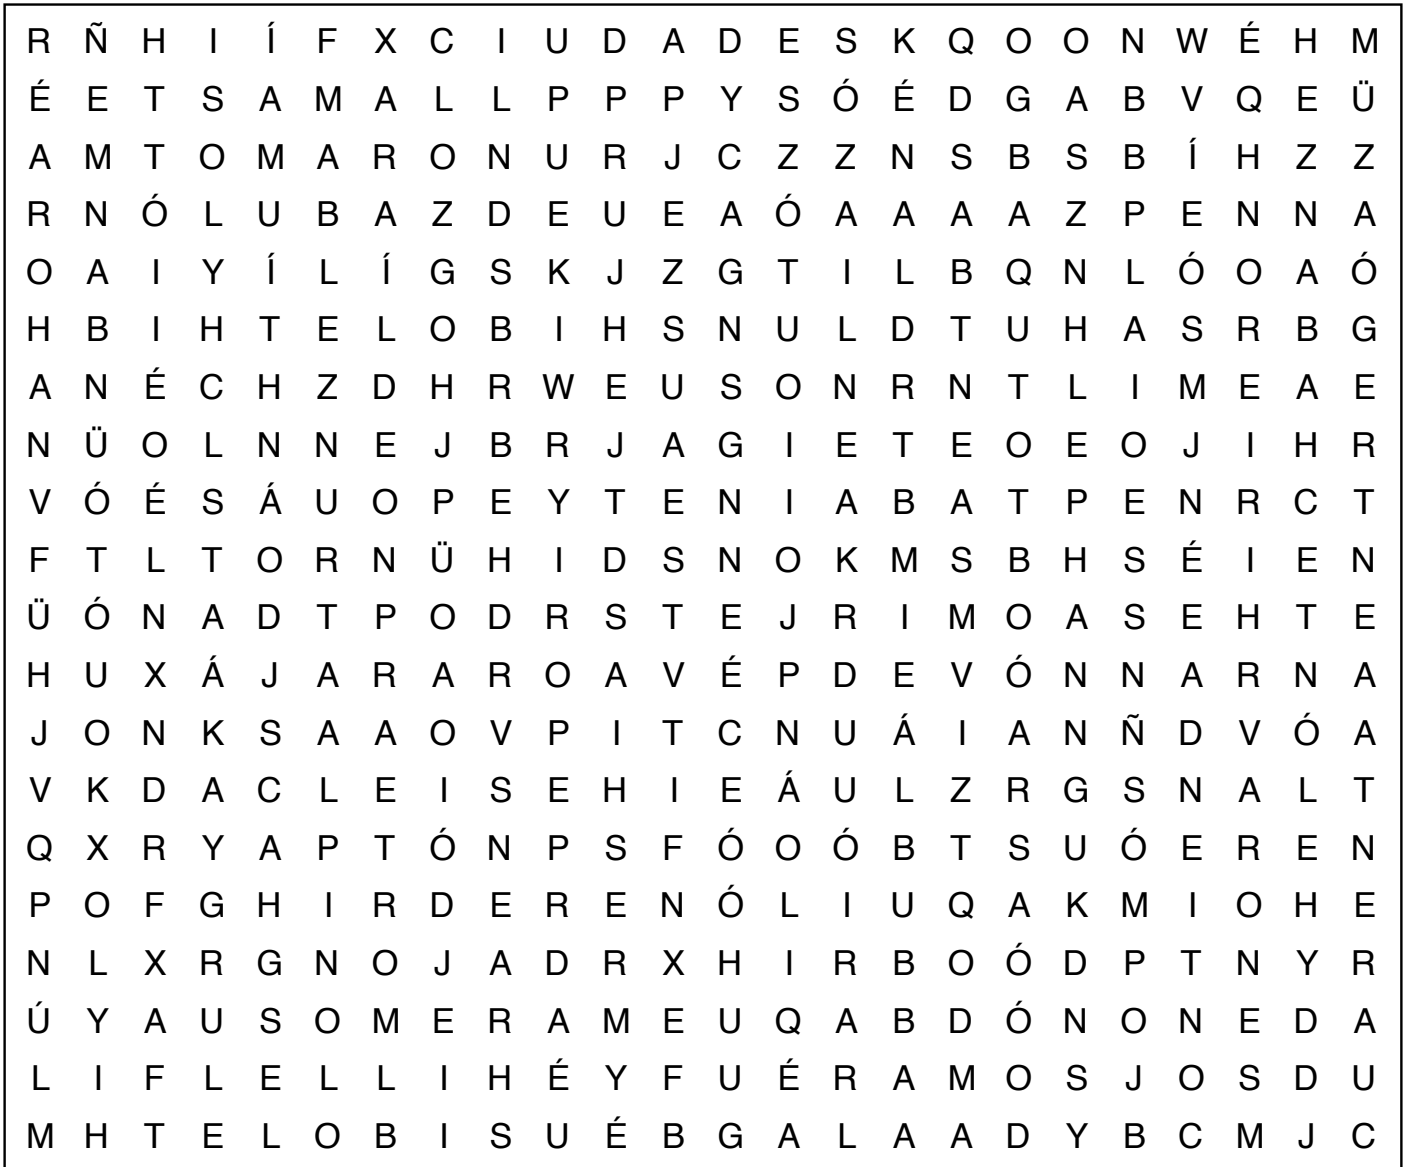 R Ñ H I Í F X C I U D A D E S K Q O O N W É H M
É E T S A M A L L P P P Y S Ó É D G A B V Q E Ü
A M T O M A R O N U R J C Z Z N S B S B Í H Z Z
R N Ó L U B A Z D E U E A Ó A A A A Z P E N N A
O A I Y Í L Í G S K J Z G T I L B Q N L Ó O A Ó
H B I H T E L O B I H S N U L D T U H A S R B G
A N É C H Z D H R W E U S O N R N T L I M E A E
N Ü O L N N E J B R J A G I E T E O E O J I H R
V Ó É S Á U O P E Y T E N I A B A T P E N R C T
F T L T O R N Ü H I D S N O K M S B H S É I E N
Ü Ó N A D T P O D R S T E J R I M O A S E H T E
H U X Á J A R A R O A V É P D E V Ó N N A R N A
J O N K S A A O V P I T C N U Á I A N Ñ D V Ó A
V K D A C L E I S E H I E Á U L Z R G S N A L T
Q X R Y A P T Ó N P S F Ó O Ó B T S U Ó E R E N
P O F G H I R D E R E N Ó L I U Q A K M I O H E
N L X R G N O J A D R X H I R B O Ó D P T N Y R
Ú Y A U S O M E R A M E U Q A B D Ó N O N E D A
L I F L E L L I H É Y F U É R A M O S J O S D U
M H T E L O B I S U É B G A L A A D Y B C M J C